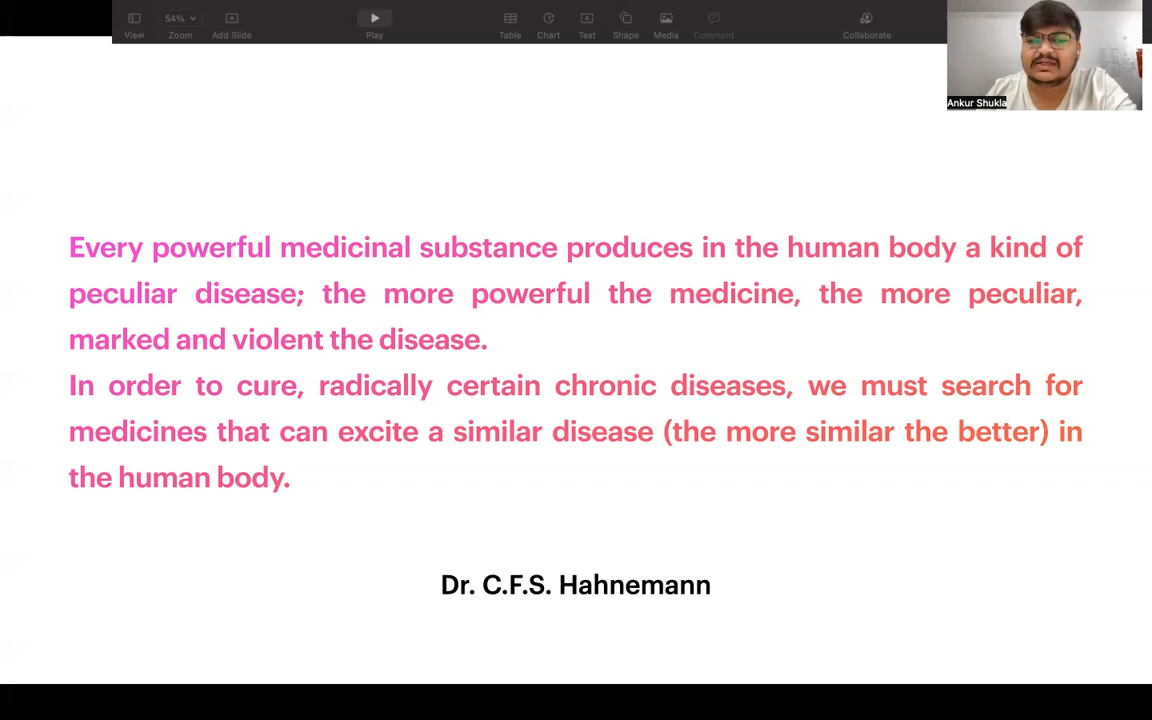 54%
View
Zoom
Add Slide
Play
Table
Chart
Text
Shape
Media
Comment
Collaborate
Ankur Shukla
Every powerful medicinal substance produces in the human body a kind of
peculiar disease; the more powerful the medicine, the more peculiar,
marked and violent the disease.
In order to cure, radically certain chronic diseases, we must search for
medicines that can excite a similar disease (the more similar the better) in
the human body.
Dr. C.F.S. Hahnemann